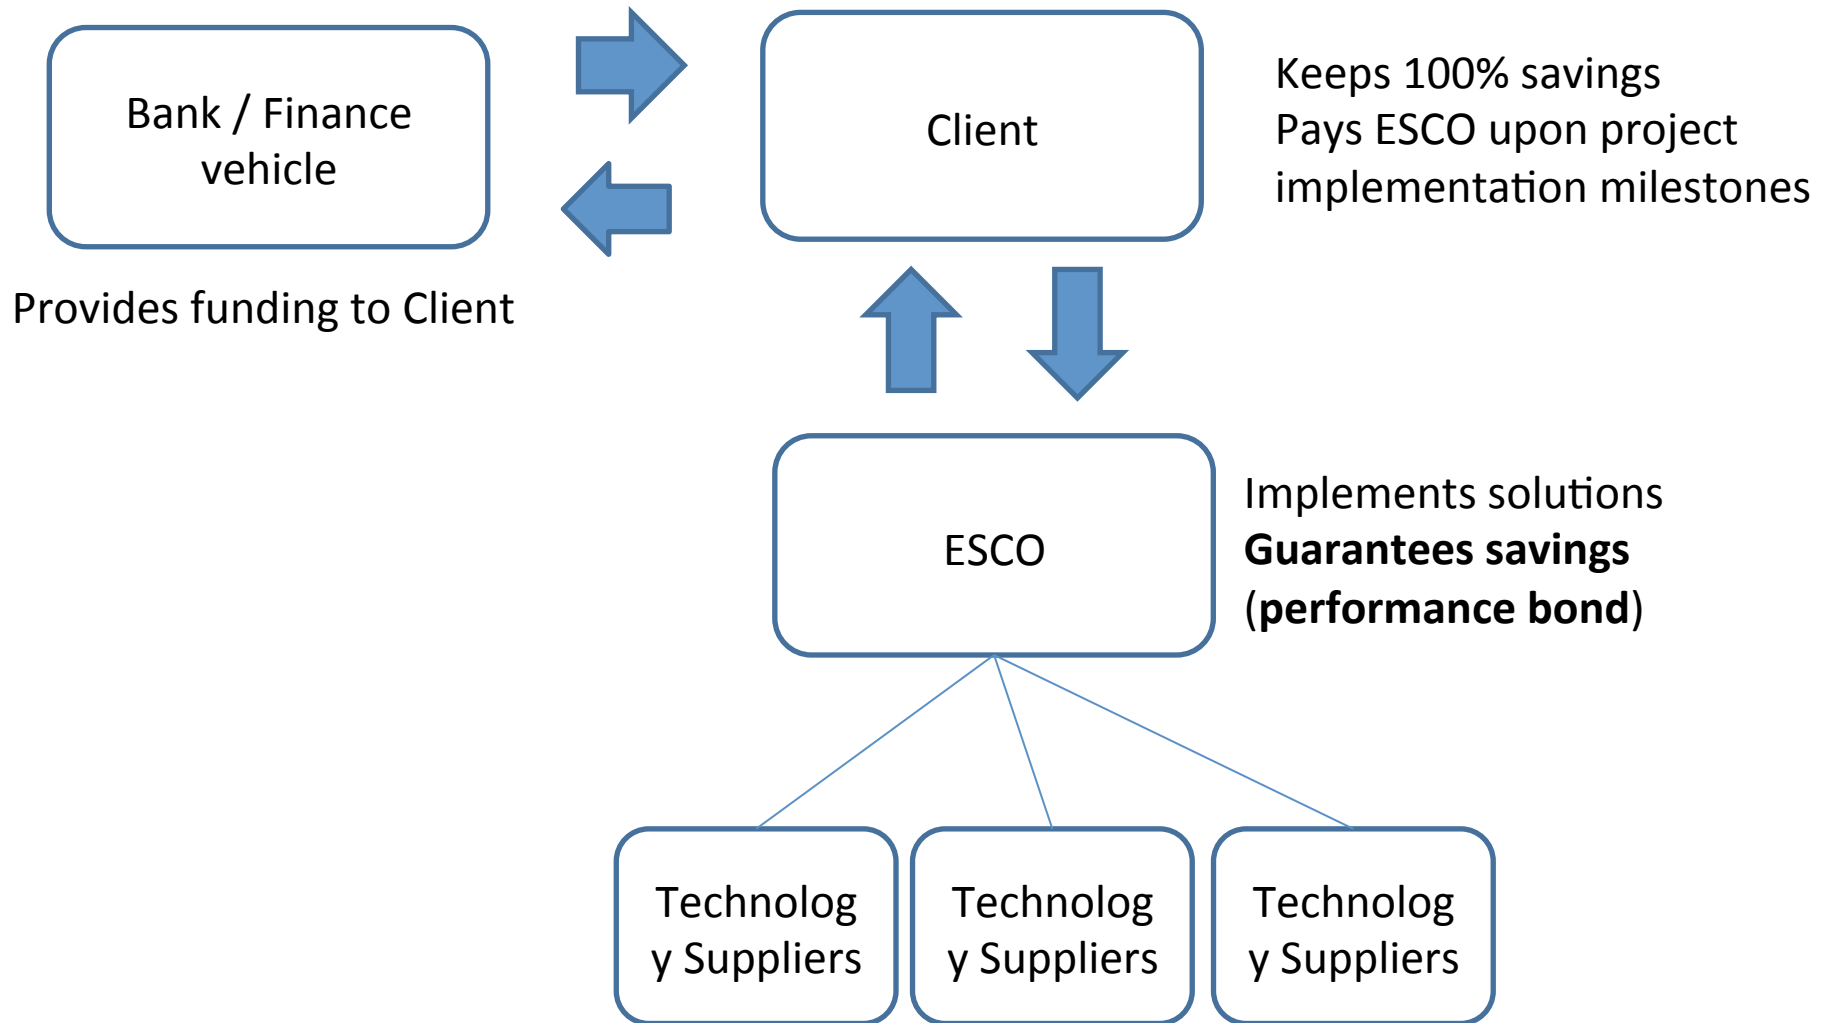 Bank / Finance
vehicle
Provides funding to Client
Client
Keeps 100% savings
Pays ESCO upon project
implementation milestones
ESCO
Implements solutions
Guarantees savings
(performance bond)
Technolog
y Suppliers
Technolog
y Suppliers
Technolog
y Suppliers